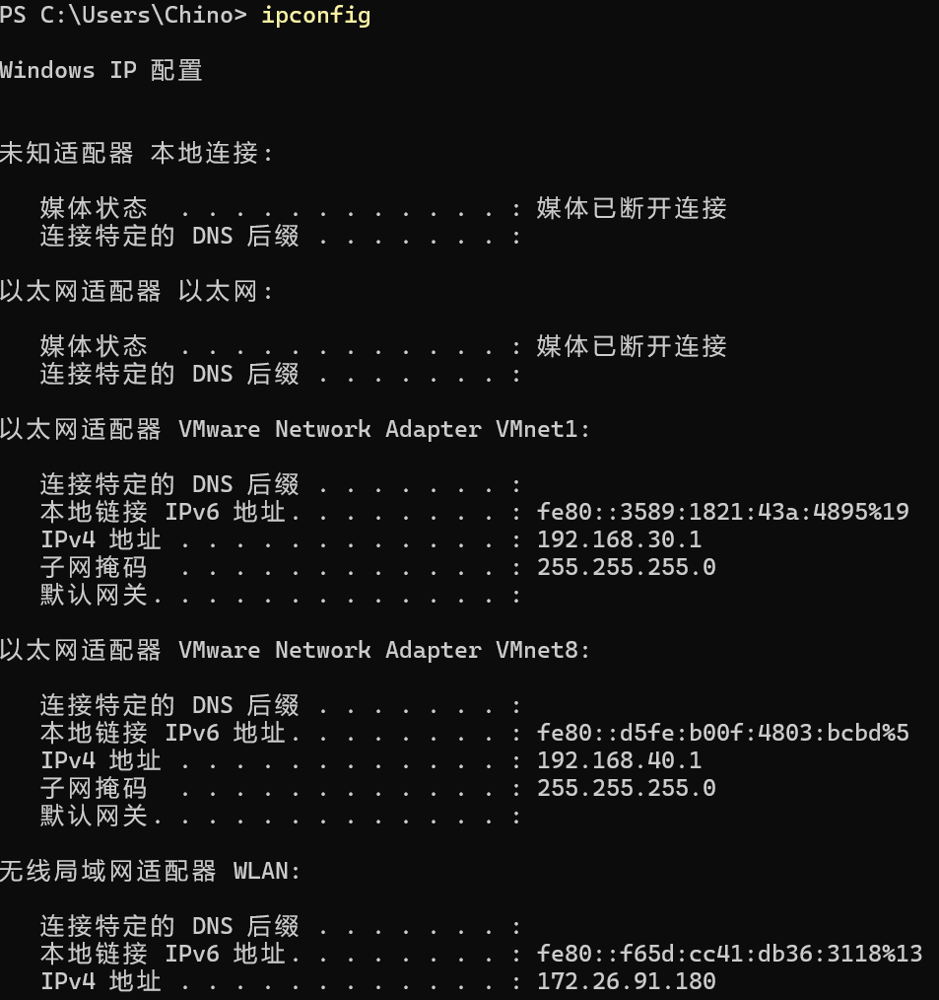 PS C:\Users\Chino> ipconfig
Windows IP 配置
未知适配器 本地连接:
媒体状态 . . . . . . . . . . . . : 媒体已断开连接
连接特定的 DNS 后缀 . . . . . . . :
以太网适配器 以太网:
媒体状态 . . . . . . . . . . . . : 媒体已断开连接
连接特定的 DNS 后缀 . . . . . . . :
以太网适配器 VMware Network Adapter VMnet1:
连接特定的 DNS 后缀 . . . . . . . :
本地链接 IPv6 地址. . . . . . . . : fe80::3589:1821:43a:4895%19
IPv4 地址 . . . . . . . . . . . . : 192.168.30.1
子网掩码 . . . . . . . . . . . . : 255.255.255.0
默认网关. . . . . . . . . . . . . :
以太网适配器 VMware Network Adapter VMnet8:
连接特定的 DNS 后缀 . . . . . . . :
本地链接 IPv6 地址. . . . . . . . : fe80::d5fe:b00f:4803:bcbd%5
IPv4 地址 . . . . . . . . . . . . : 192.168.40.1
子网掩码 . . . . . . . . . . . . : 255.255.255.0
默认网关. . . . . . . . . . . . . :
无线局域网适配器 WLAN:
连接特定的 DNS 后缀 . . . . . . . :
本地链接 IPv6 地址. . . . . . . . : fe80::f65d:cc41:db36:3118%13
IPv4 地址 . . . . . . . . . . . . : 172.26.91.180